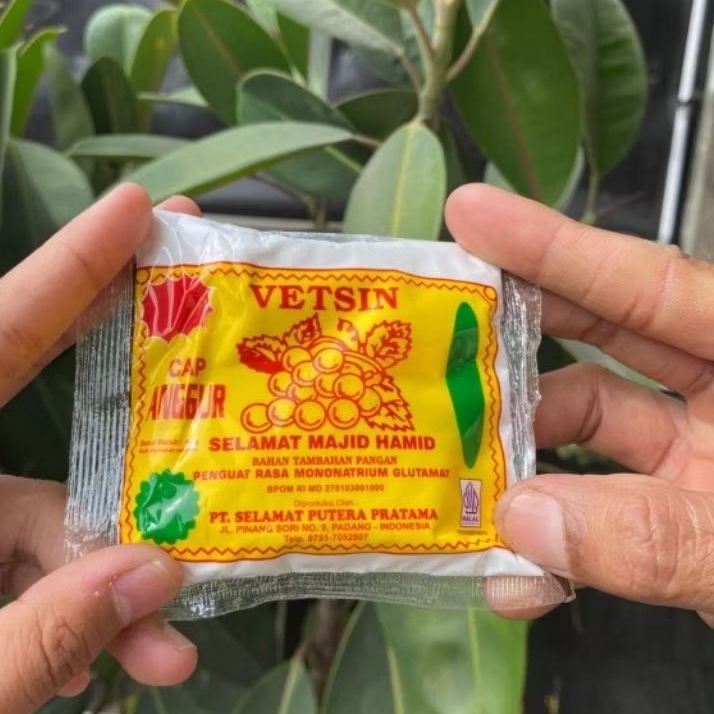 VETSIN
CAP
ANGGUR
SELAMAT MAJID HAMID
BAHAN TAMBAHAN PANGAN
PENGUAT RASA MONONATRIUM GLUTAMAT
BPOM RI MD 276103001090
Diproduksi Oleh :
PT. SELAMAT PUTERA PRATAMA
JL. PINANG SORI NO. 9, PADANG - INDONESIA
Telp. 0751-7052907
HALAL